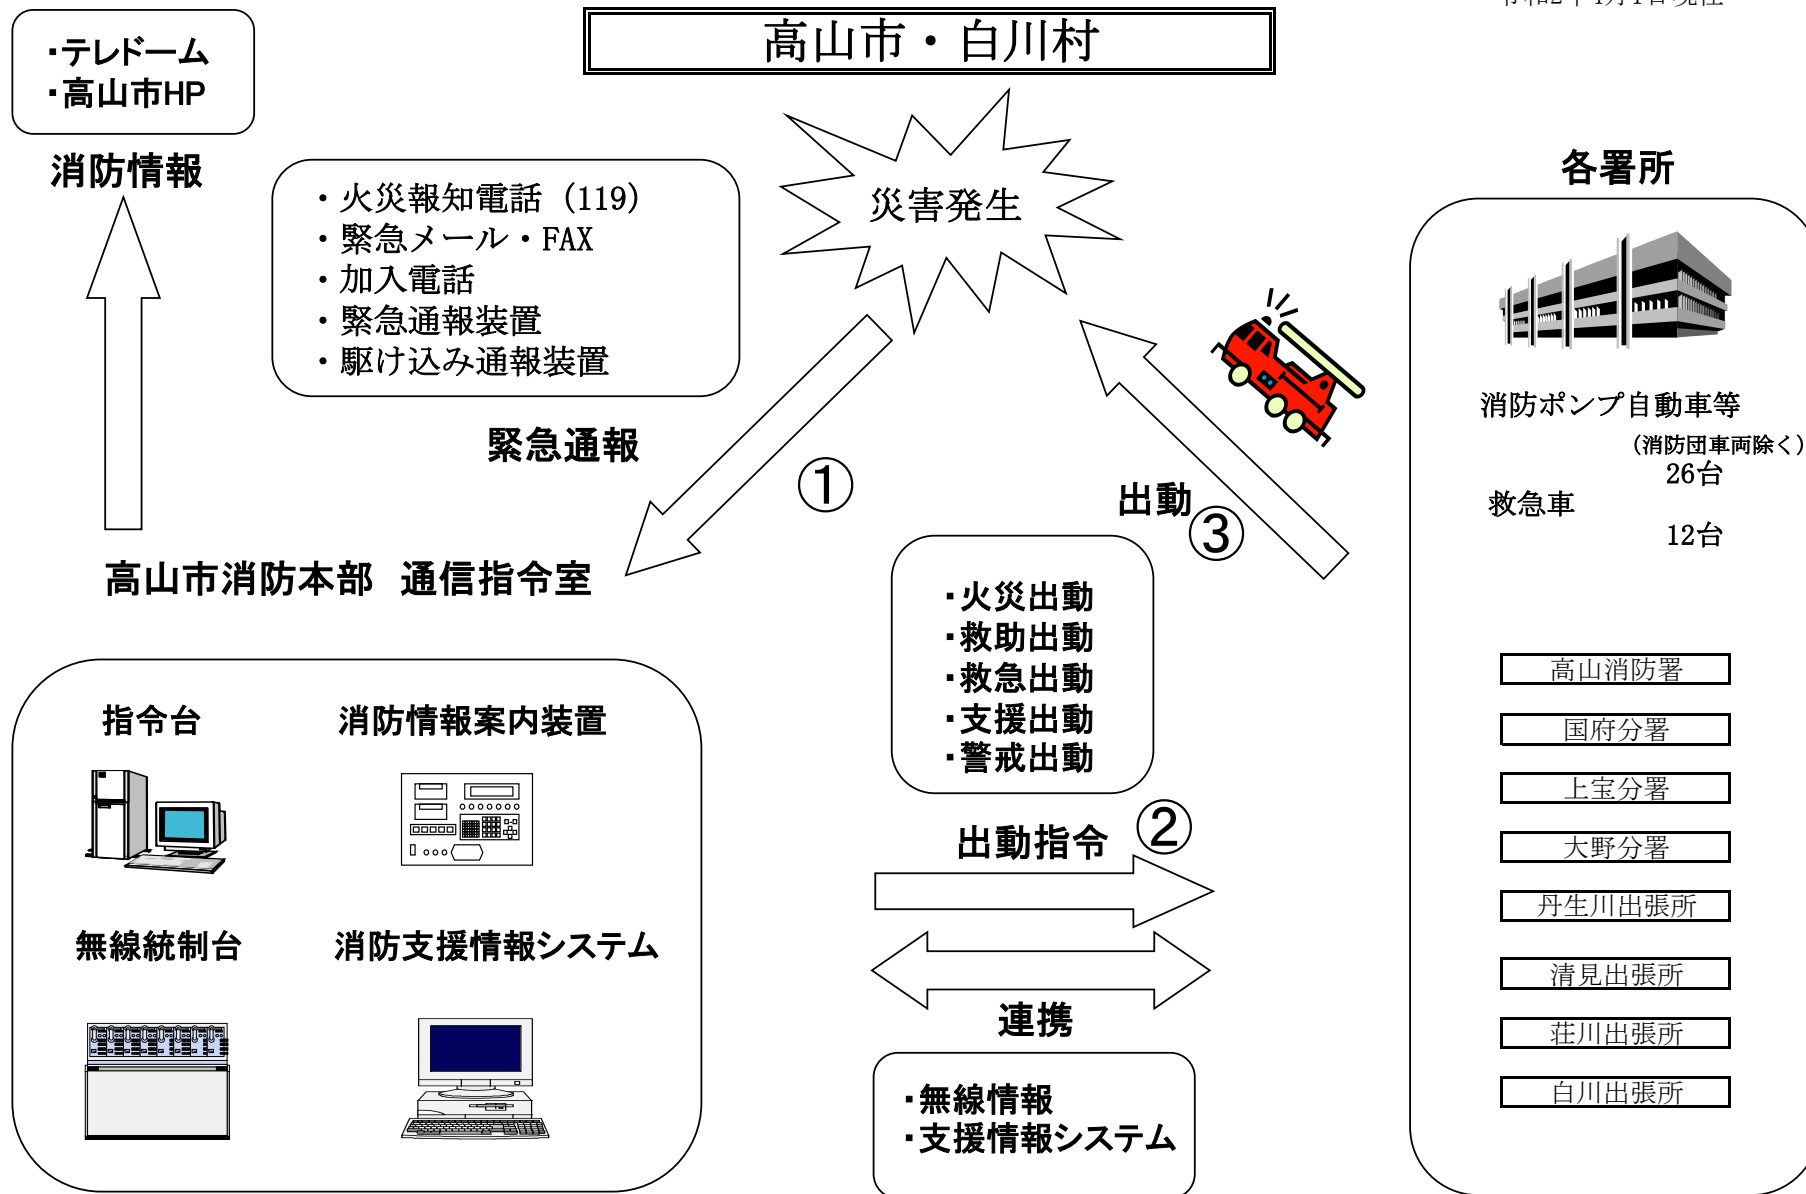 令和2年4月1日現在
高山市・白川村
・テレドーム
・高山市HP
消防情報
・火災報知電話（119）
・緊急メール・FAX
・加入電話
・緊急通報装置
・駆け込み通報装置
災害発生
緊急通報
①
高山市消防本部　通信指令室
指令台
消防情報案内装置
無線統制台
消防支援情報システム
出動
③
・火災出動
・救助出動
・救急出動
・支援出動
・警戒出動
出動指令
②
連携
・無線情報
・支援情報システム
各署所
消防ポンプ自動車等
（消防団車両除く）
26台
救急車
12台
高山消防署
国府分署
上宝分署
大野分署
丹生川出張所
清見出張所
荘川出張所
白川出張所